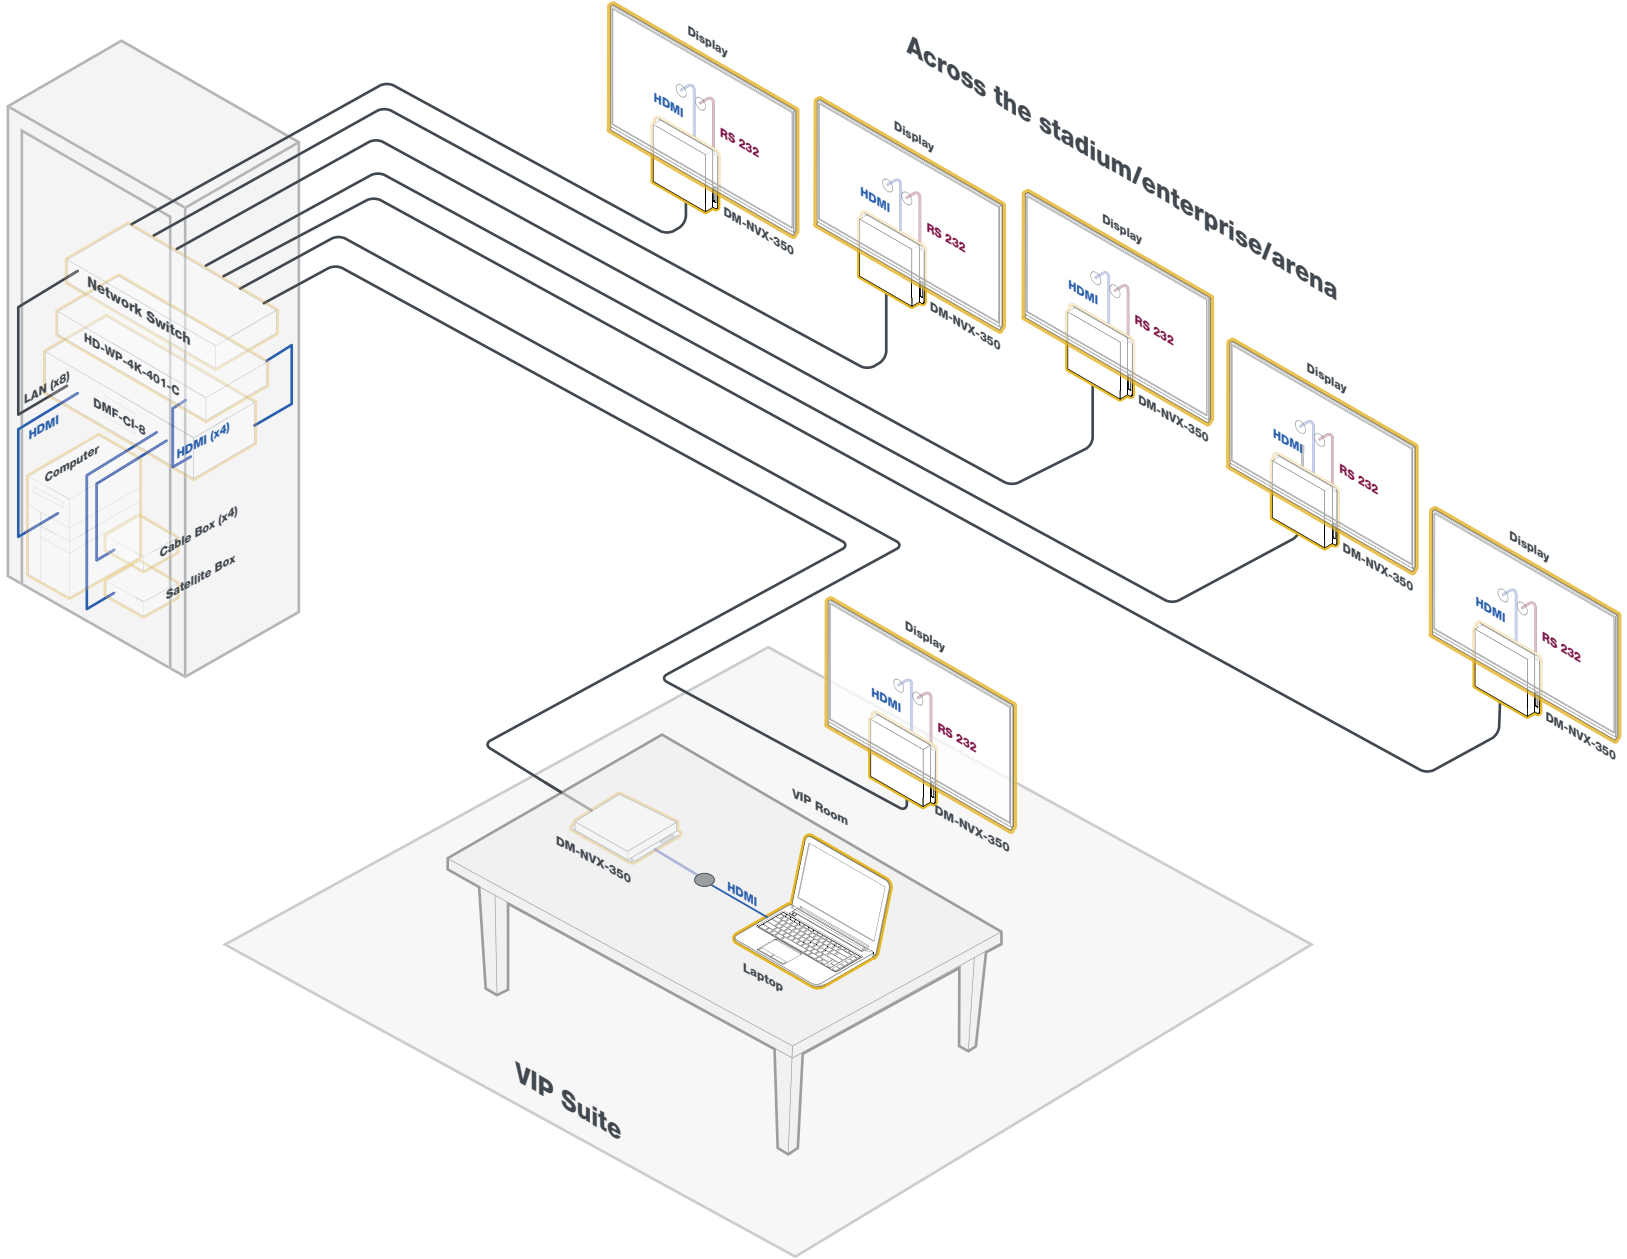 Across the stadium/enterprise/arena
Display
HDMI
RS 232
DM-NVX-350
Display
HDMI
RS 232
DM-NVX-350
Display
HDMI
RS 232
DM-NVX-350
Display
HDMI
RS 232
DM-NVX-350
Display
HDMI
RS 232
DM-NVX-350
Network Switch
HD-WP-4K-401-C
LAN (x8)
DMF-CI-8
HDMI
HDMI (x4)
Computer
Cable Box (x4)
Satellite Box
Display
HDMI
RS 232
DM-NVX-350
VIP Room
DM-NVX-350
HDMI
Laptop
VIP Suite